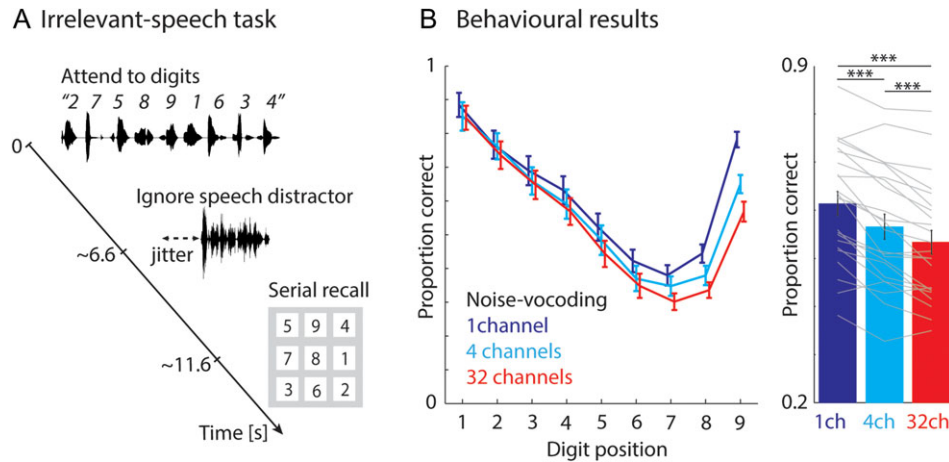 A Irrelevant-speech task
Attend to digits
"2 7 5 8 9 1 6 3 4"
0
Ignore speech distractor
jitter
~6.6
Serial recall
5 9 4
7 8 1
3 6 2
~11.6
Time [s]
B Behavioural results
1
Proportion correct
0
Noise-vocoding
1channel
4 channels
32 channels
1 2 3 4 5 6 7 8 9
Digit position
0.9
***
*** ***
Proportion correct
0.2
1ch 4ch 32ch